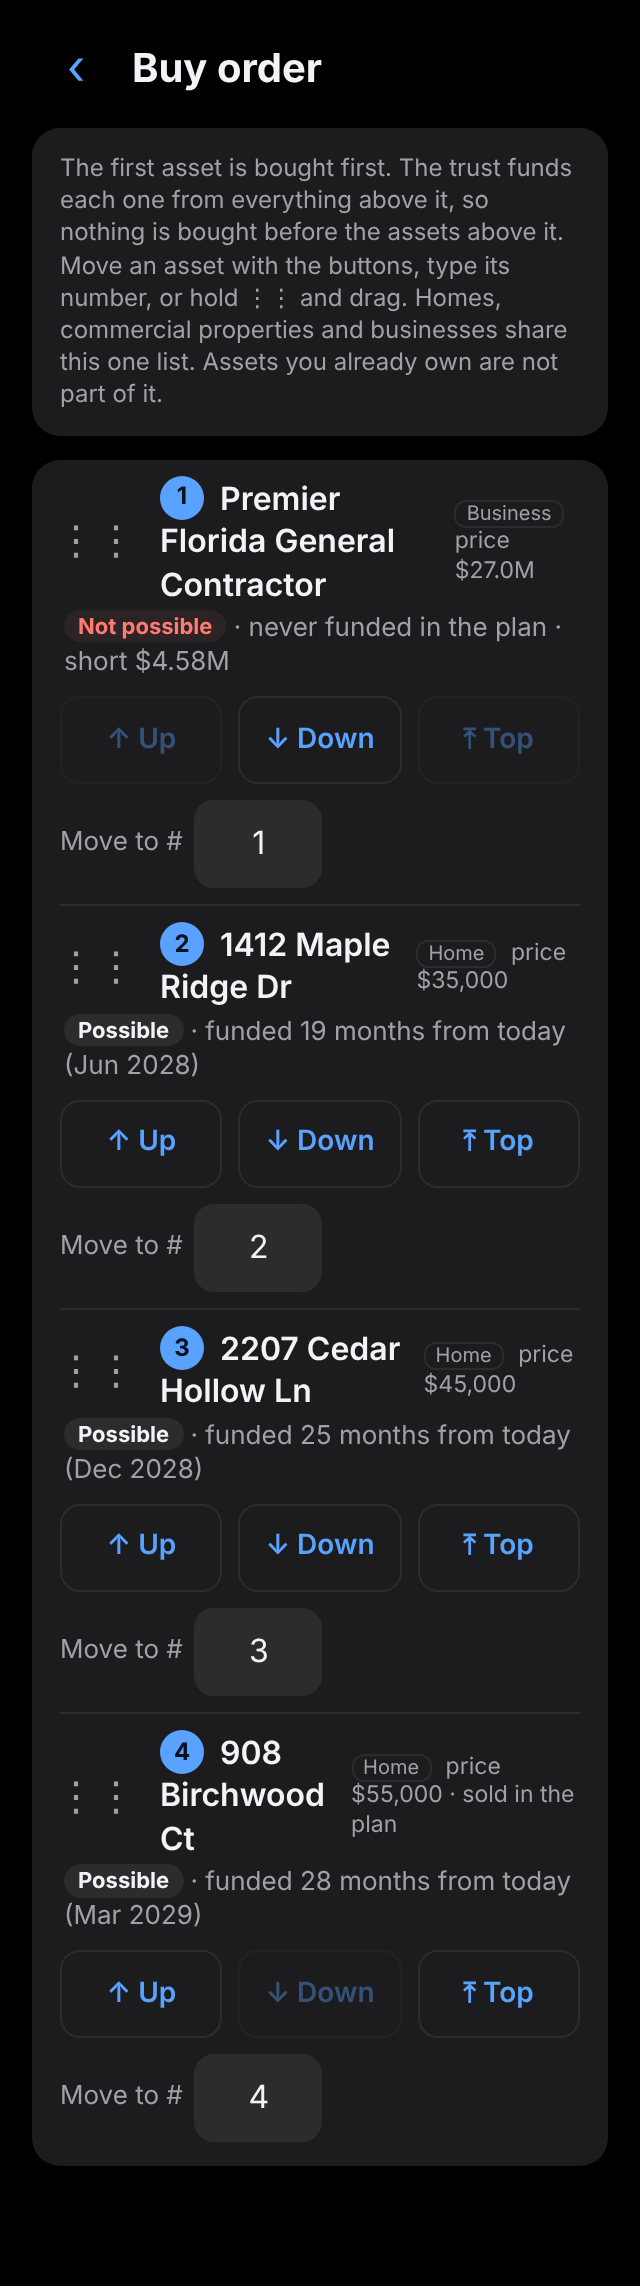 ‹ Buy order
The first asset is bought first. The trust funds
each one from everything above it, so
nothing is bought before the assets above it.
Move an asset with the buttons, type its
number, or hold ⋮⋮ and drag. Homes,
commercial properties and businesses share
this one list. Assets you already own are not
part of it.
⋮⋮ 1 Premier
Florida General
Contractor
Business
price
$27.0M
Not possible · never funded in the plan ·
short $4.58M
↑ Up ↓ Down ⤒ Top
Move to # 1
⋮⋮ 2 1412 Maple
Ridge Dr
Home price
$35,000
Possible · funded 19 months from today
(Jun 2028)
↑ Up ↓ Down ⤒ Top
Move to # 2
⋮⋮ 3 2207 Cedar
Hollow Ln
Home price
$45,000
Possible · funded 25 months from today
(Dec 2028)
↑ Up ↓ Down ⤒ Top
Move to # 3
⋮⋮ 4 908
Birchwood
Ct
Home price
$55,000 · sold in the
plan
Possible · funded 28 months from today
(Mar 2029)
↑ Up ↓ Down ⤒ Top
Move to # 4